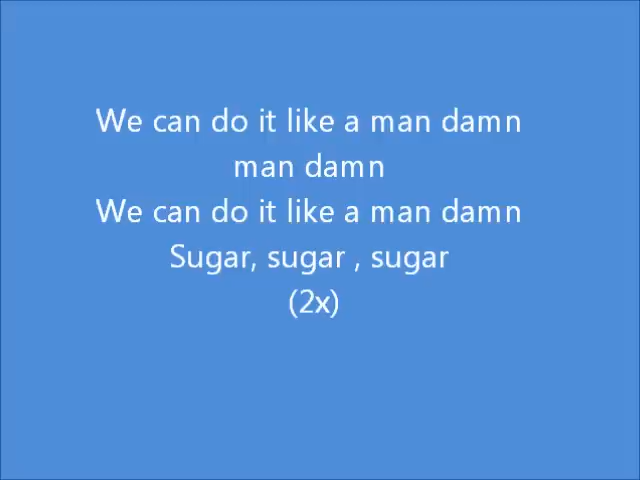 We can do it like a man damn
man damn
We can do it like a man damn
Sugar, sugar , sugar
(2x)